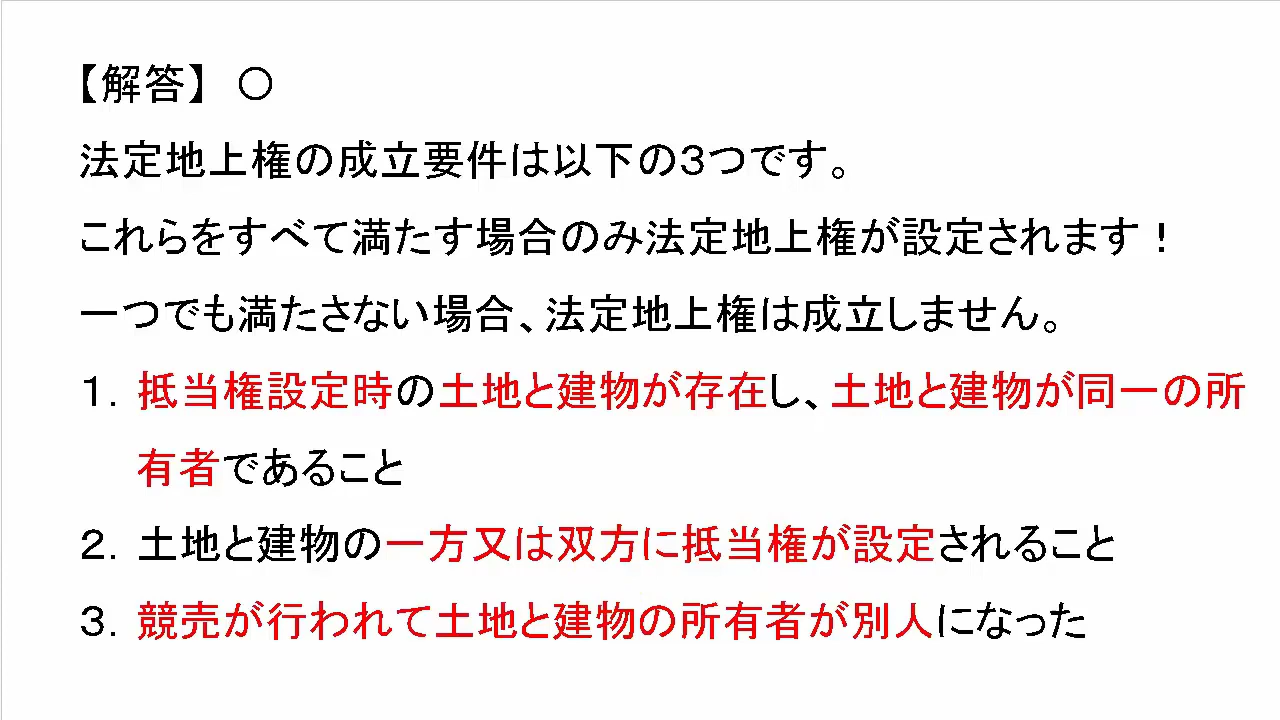 【解答】 〇
法定地上権の成立要件は以下の３つです。
これらをすべて満たす場合のみ法定地上権が設定されます！
一つでも満たさない場合、法定地上権は成立しません。
１．抵当権設定時の土地と建物が存在し、土地と建物が同一の所
有者であること
２．土地と建物の一方又は双方に抵当権が設定されること
３．競売が行われて土地と建物の所有者が別人になった